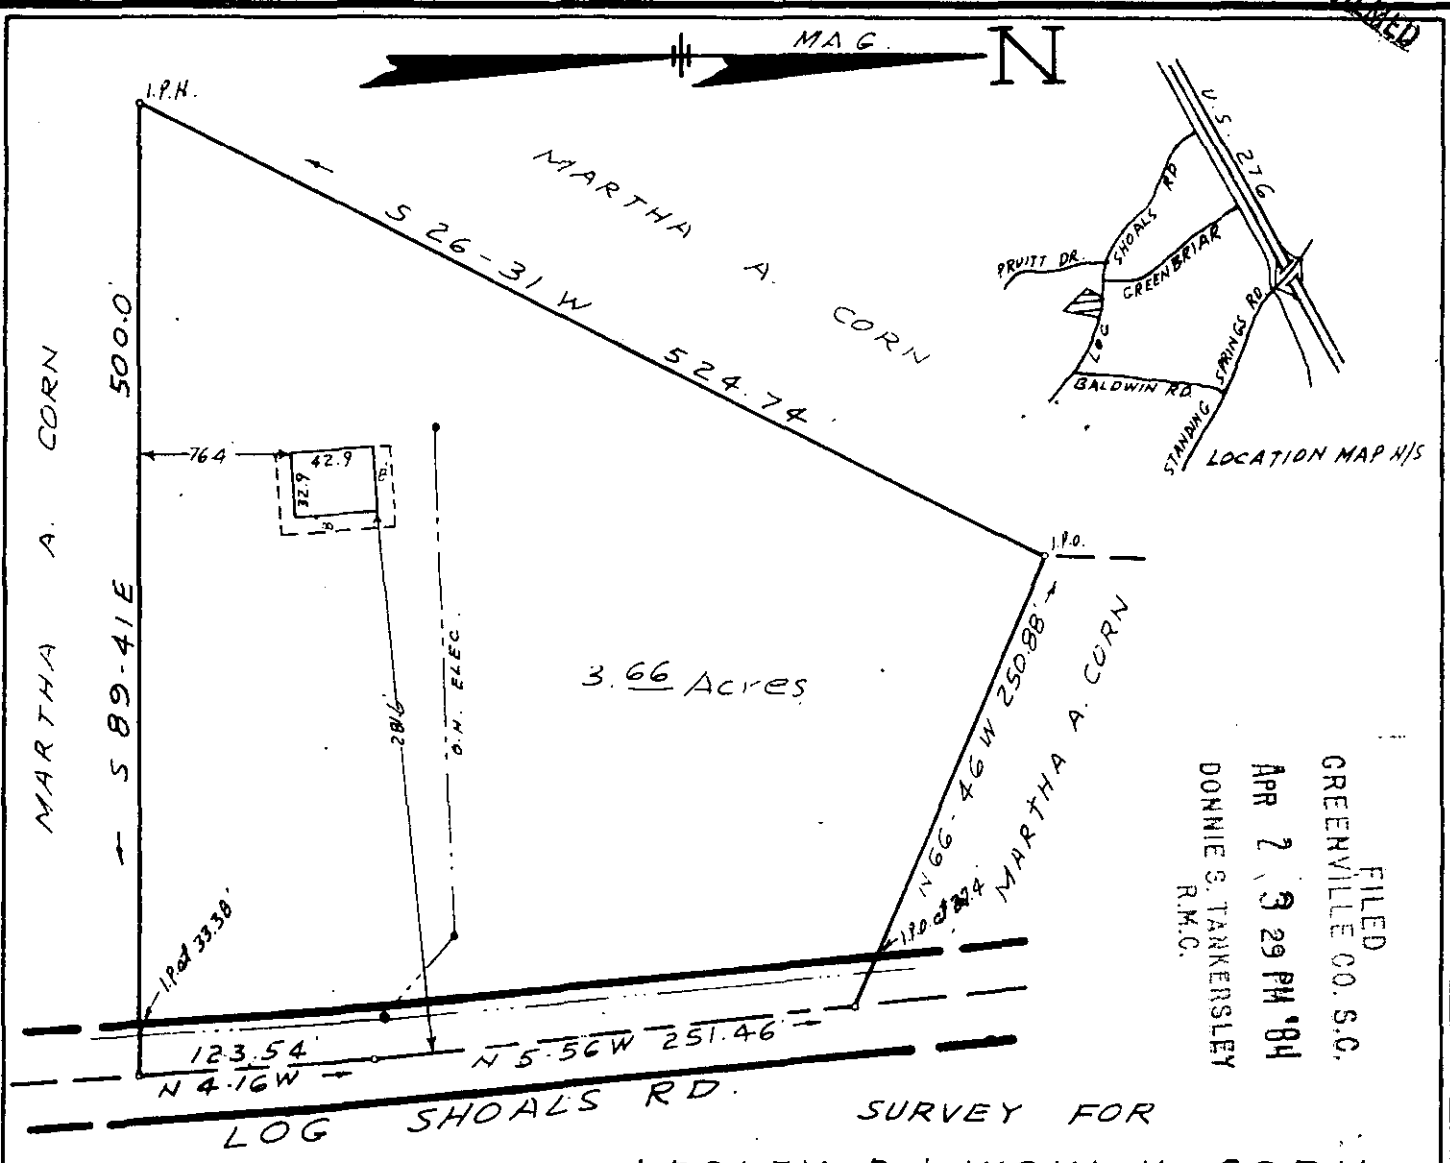 MAG.
N
I.P.N.
MARTHA A. CORN
S 26-31 W
524.74
U.S. 276
PRUITT DR.
SHOALS RD
GREENBRIAR
LOG
BALDWIN RD.
STANDING SPRINGS RD
LOCATION MAP N/S
MARTHA A. CORN
S 89-41 E 500.0'
764
42.9
32.9
281.6
O.H. ELEC.
3.66 Acres
I.P.O.
N 66-46 W 250.88'
MARTHA A. CORN
I.P. at 33.38'
123.54'
N 4-16 W
N 5-56 W 251.46
LOG SHOALS RD.
SURVEY FOR
FILED
GREENVILLE CO. S.C.
APR 2 3 29 PM '84
DONNIE S. TANKERSLEY
R.M.C.